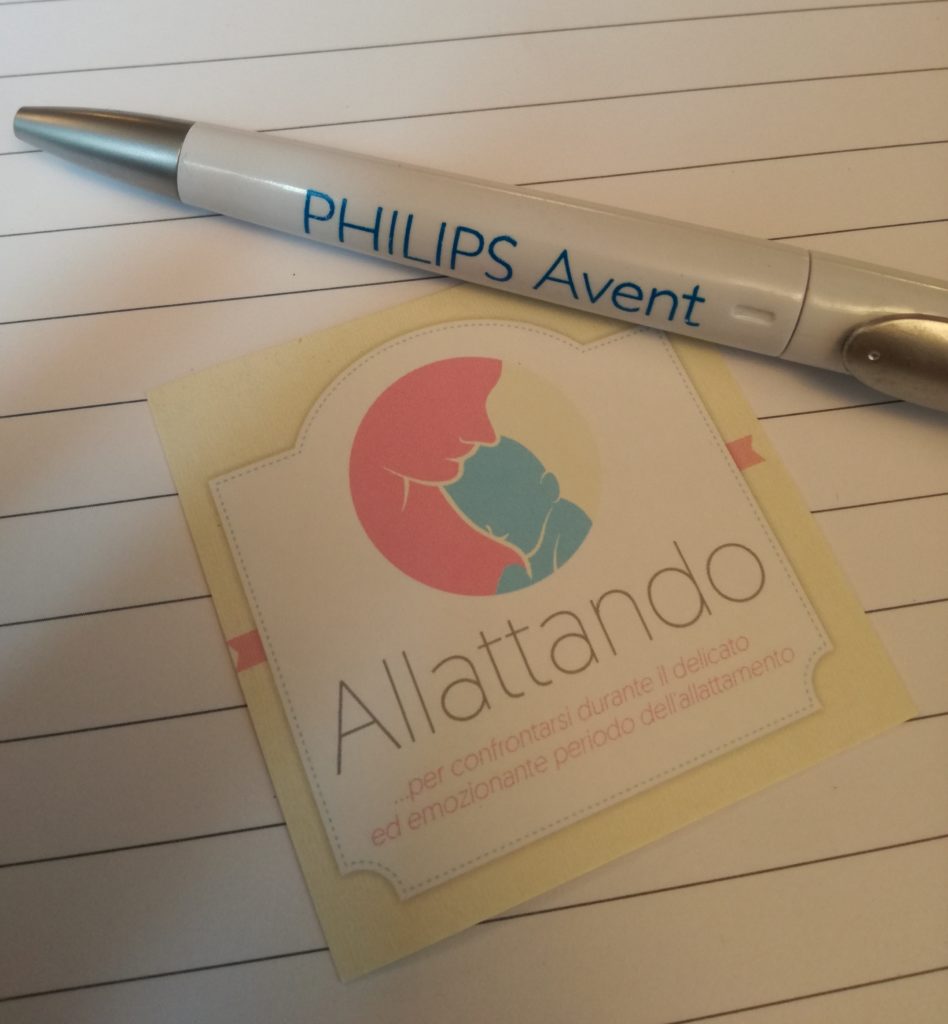 PHILIPS Avent
Allattando
...per confrontarsi durante il delicato
ed emozionante periodo dell'allattamento